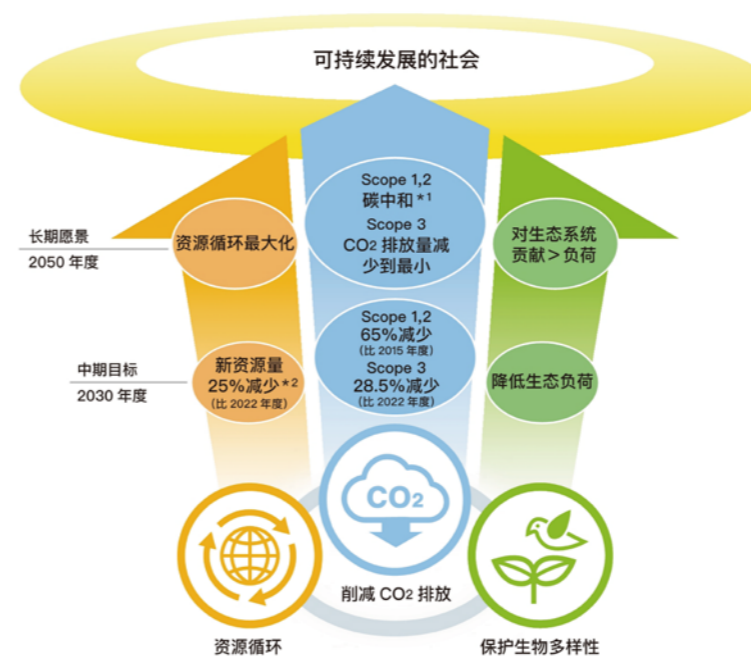 可持续发展的社会
Scope 1,2
碳中和*1
Scope 3
CO2 排放量减
少到最小
长期愿景
2050 年度
资源循环最大化
对生态系统
贡献＞负荷
Scope 1,2
65%减少
(比 2015 年度)
Scope 3
28.5%减少
(比 2022 年度)
中期目标
2030 年度
新资源量
25%减少*2
(比 2022 年度)
降低生态负荷
CO2
削减 CO2 排放
资源循环
保护生物多样性